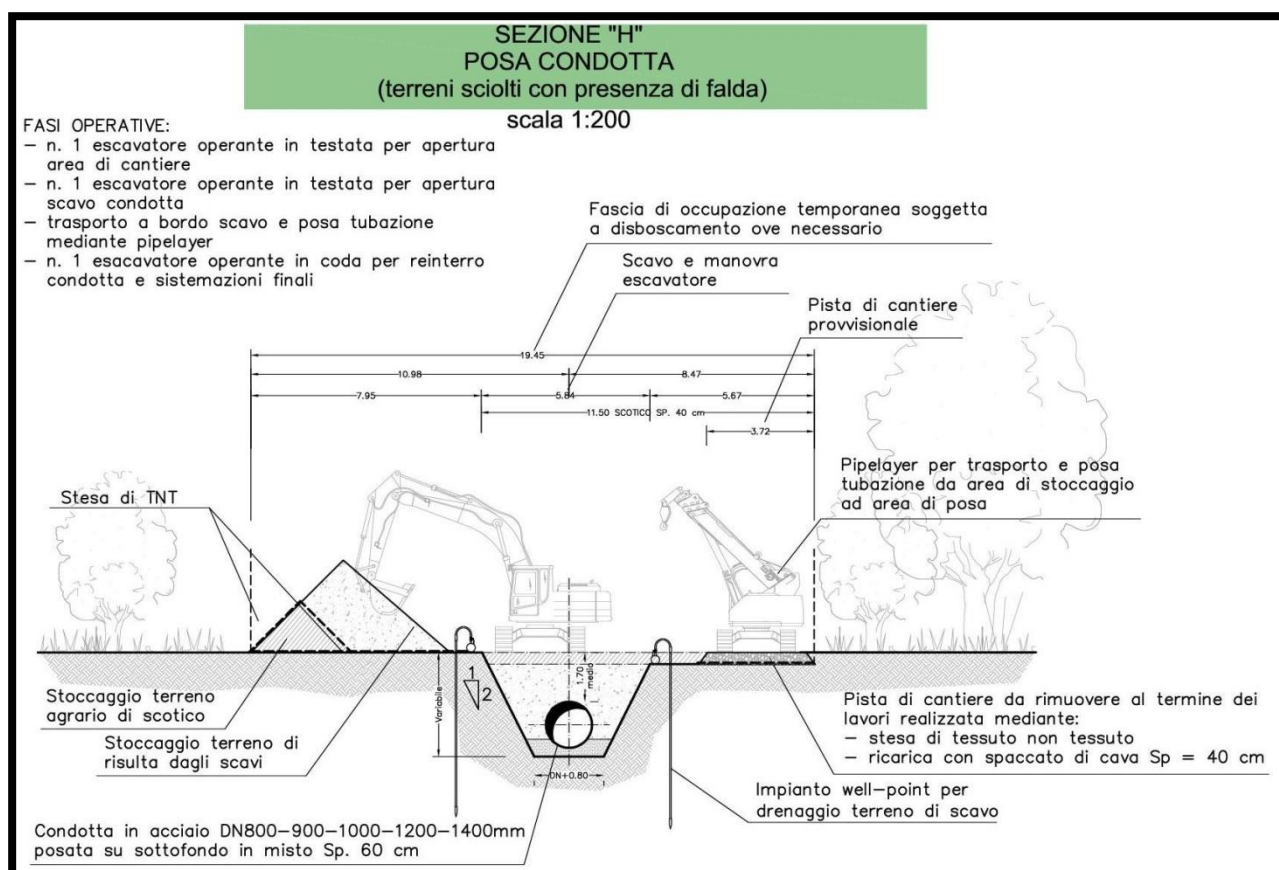 SEZIONE "H"
POSA CONDOTTA
(terreni sciolti con presenza di falda)
scala 1:200
FASI OPERATIVE:
– n. 1 escavatore operante in testata per apertura
area di cantiere
– n. 1 escavatore operante in testata per apertura
scavo condotta
– trasporto a bordo scavo e posa tubazione
mediante pipelayer
– n. 1 esacavatore operante in coda per reinterro
condotta e sistemazioni finali
Fascia di occupazione temporanea soggetta
a disboscamento ove necessario
Scavo e manovra
escavatore
Pista di cantiere
provvisionale
19.45
10.98
8.47
7.95
5.84
5.67
11.50 SCOTICO SP. 40 cm
3.72
Pipelayer per trasporto e posa
tubazione da area di stoccaggio
ad area di posa
Stesa di TNT
1
2
Variabile
1.70
medio
DN+0.80
Stoccaggio terreno
agrario di scotico
Stoccaggio terreno di
risulta dagli scavi
Pista di cantiere da rimuovere al termine dei
lavori realizzata mediante:
– stesa di tessuto non tessuto
– ricarica con spaccato di cava Sp = 40 cm
Impianto well–point per
drenaggio terreno di scavo
Condotta in acciaio DN800–900–1000–1200–1400mm
posata su sottofondo in misto Sp. 60 cm